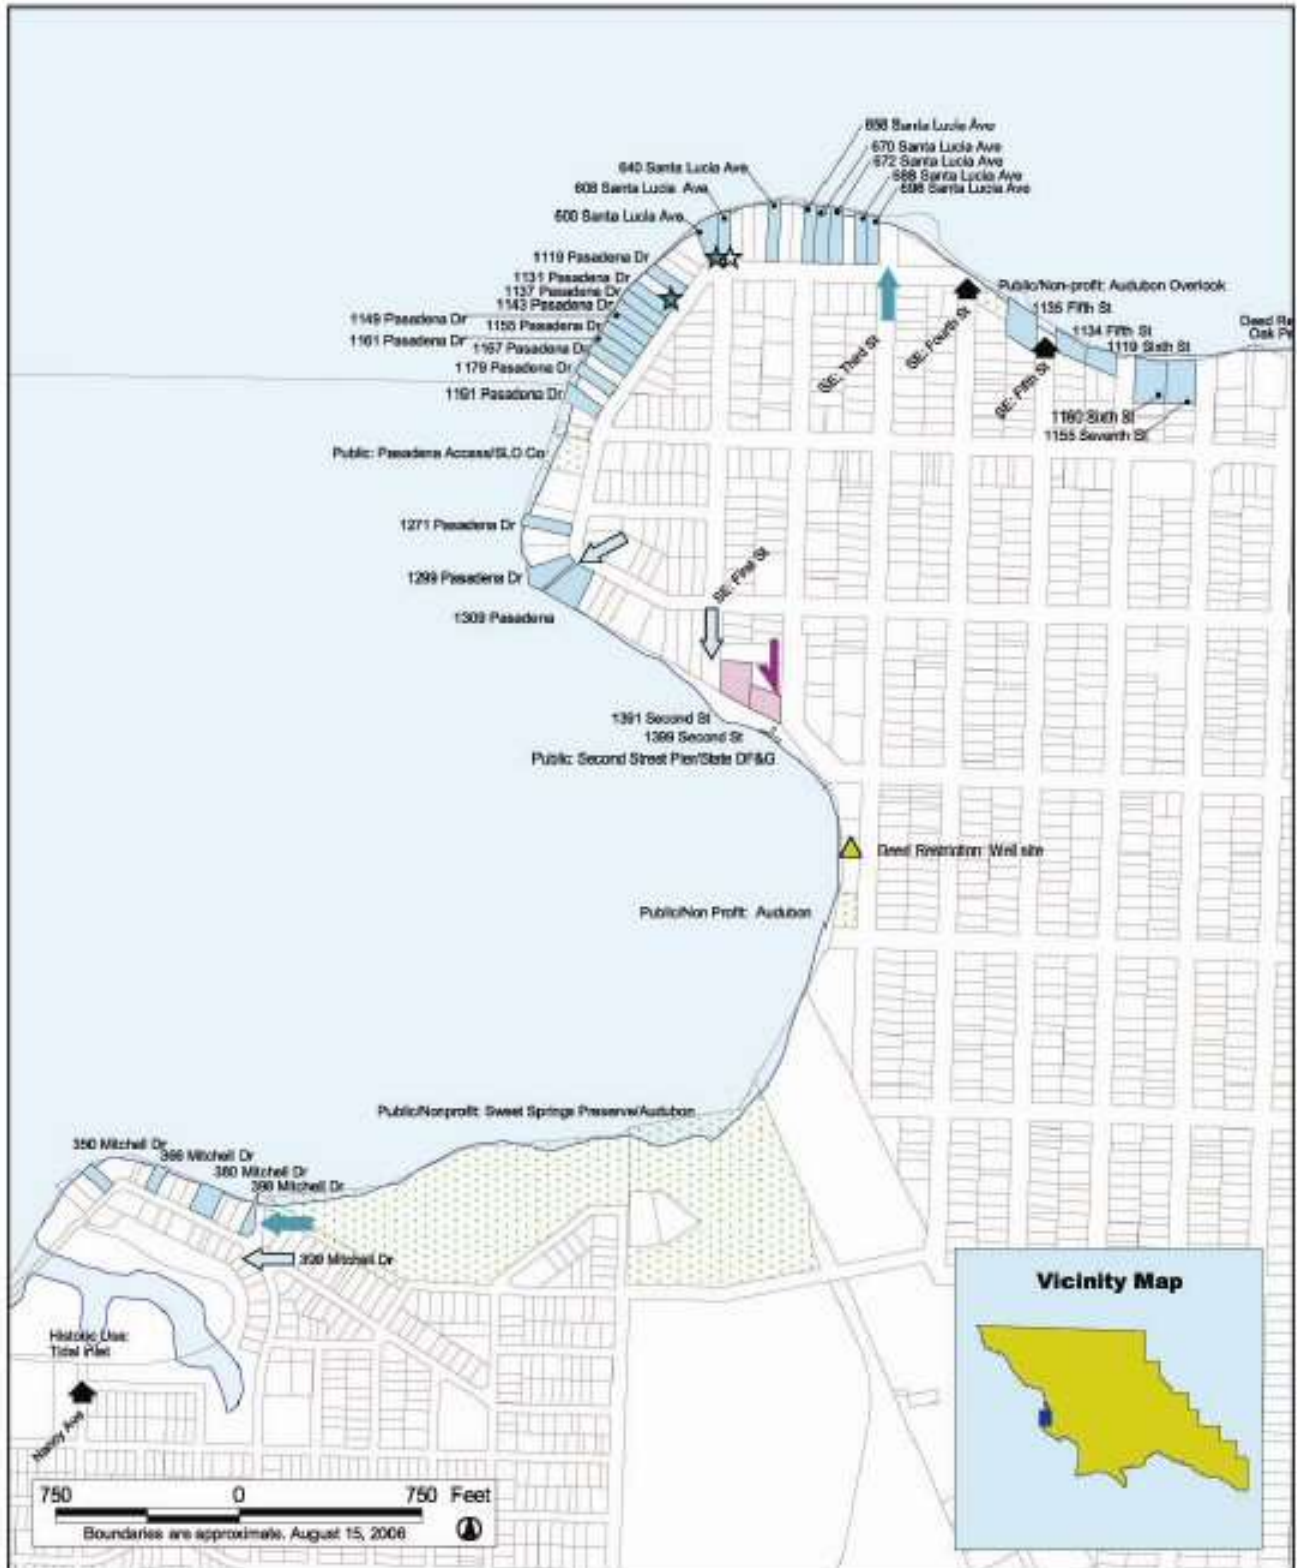 658 Santa Lucia Ave
670 Santa Lucia Ave
672 Santa Lucia Ave
688 Santa Lucia Ave
698 Santa Lucia Ave
640 Santa Lucia Ave
608 Santa Lucia Ave
600 Santa Lucia Ave
1119 Pasadena Dr
1131 Pasadena Dr
1137 Pasadena Dr
1143 Pasadena Dr
1149 Pasadena Dr
1155 Pasadena Dr
1161 Pasadena Dr
1167 Pasadena Dr
1179 Pasadena Dr
1191 Pasadena Dr
Public: Pasadena Access/SLO Co
1271 Pasadena Dr
1299 Pasadena Dr
1309 Pasadena
Public/Non-profit: Audubon Overlook
1135 Fifth St
1134 Fifth St
1119 Sixth St
Deed Re
Oak Pe
SE: Third St
SE: Fourth St
SE: Fifth St
1160 Sixth St
1155 Seventh St
SE: First St
1391 Second St
1399 Second St
Public: Second Street Pier/State DF&G
Deed Restriction: Well site
Public/Non Profit: Audubon
Public/Nonprofit: Sweet Springs Preserve/Audubon
350 Mitchell Dr
366 Mitchell Dr
380 Mitchell Dr
398 Mitchell Dr
399 Mitchell Dr
Historic Use:
Tidal Inlet
Nancy Ave
Vicinity Map
750 0 750 Feet
Boundaries are approximate. August 15, 2006